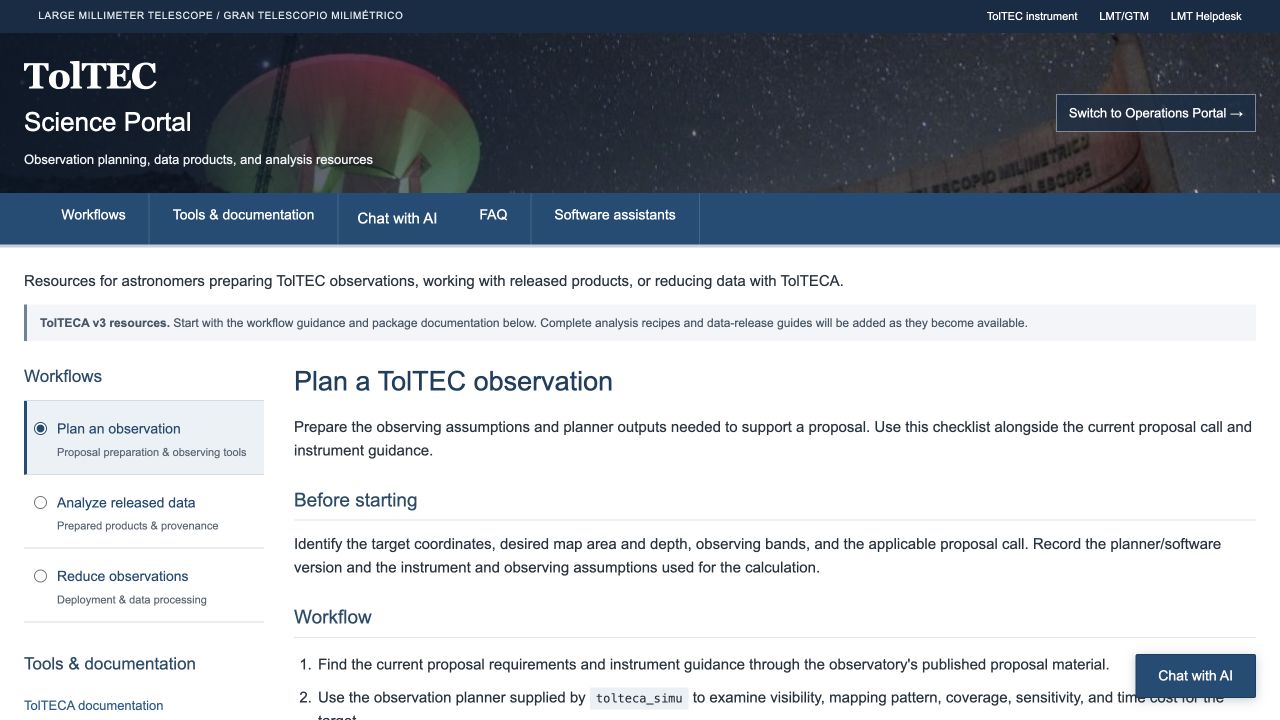 LARGE MILLIMETER TELESCOPE / GRAN TELESCOPIO MILIMÉTRICO
TolTEC instrument
LMT/GTM
LMT Helpdesk
TolTEC
Science Portal
Observation planning, data products, and analysis resources
Switch to Operations Portal →
TELESCOPIO MILIMETRICO
TELESCOPE
Workflows
Tools & documentation
Chat with AI
FAQ
Software assistants
Resources for astronomers preparing TolTEC observations, working with released products, or reducing data with TolTECA.
TolTECA v3 resources. Start with the workflow guidance and package documentation below. Complete analysis recipes and data-release guides will be added as they become available.
Workflows
Plan an observation
Proposal preparation & observing tools
Analyze released data
Prepared products & provenance
Reduce observations
Deployment & data processing
Tools & documentation
TolTECA documentation
Plan a TolTEC observation
Prepare the observing assumptions and planner outputs needed to support a proposal. Use this checklist alongside the current proposal call and
instrument guidance.
Before starting
Identify the target coordinates, desired map area and depth, observing bands, and the applicable proposal call. Record the planner/software
version and the instrument and observing assumptions used for the calculation.
Workflow
1. Find the current proposal requirements and instrument guidance through the observatory's published proposal material.
2. Use the observation planner supplied by tolteca_simu to examine visibility, mapping pattern, coverage, sensitivity, and time cost for the
target
Chat with AI